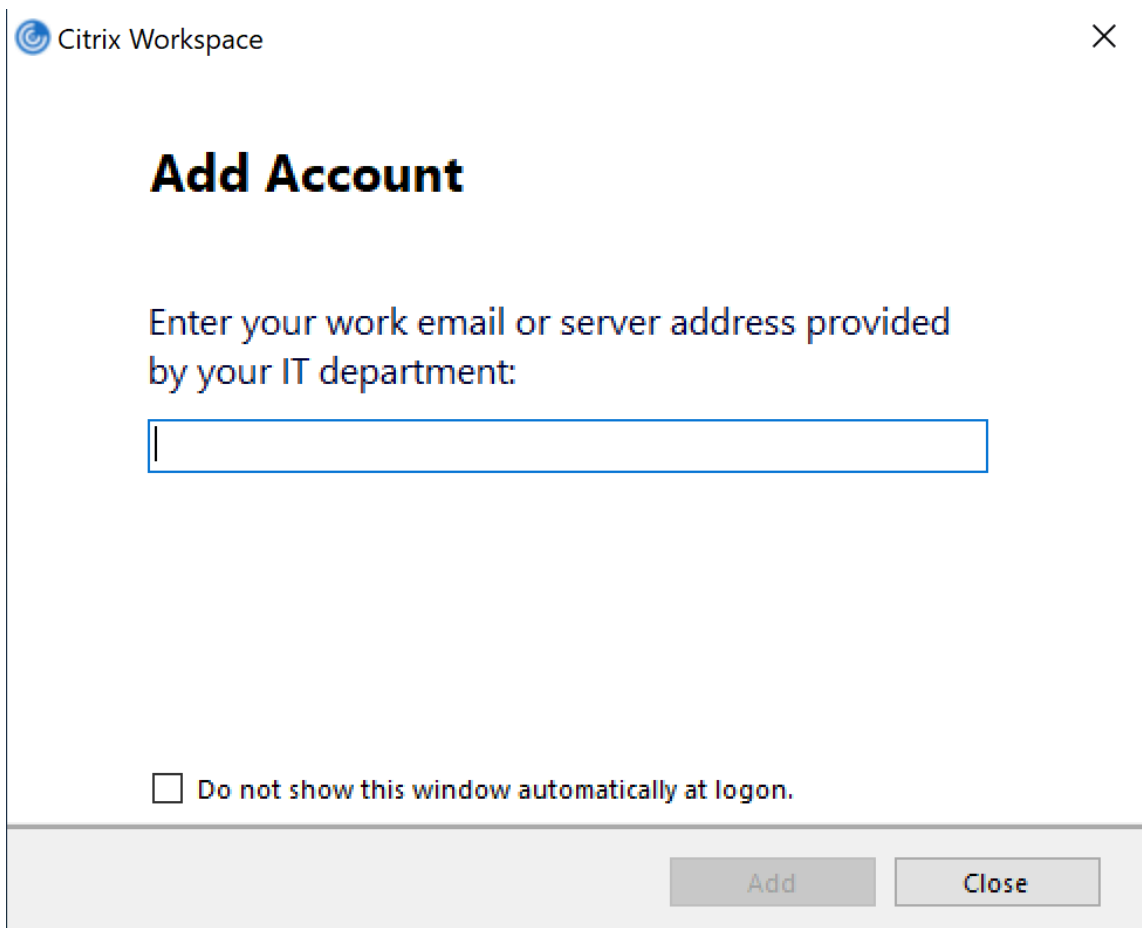 Citrix Workspace
Add Account
Enter your work email or server address provided
by your IT department:
Do not show this window automatically at logon.
Add
Close